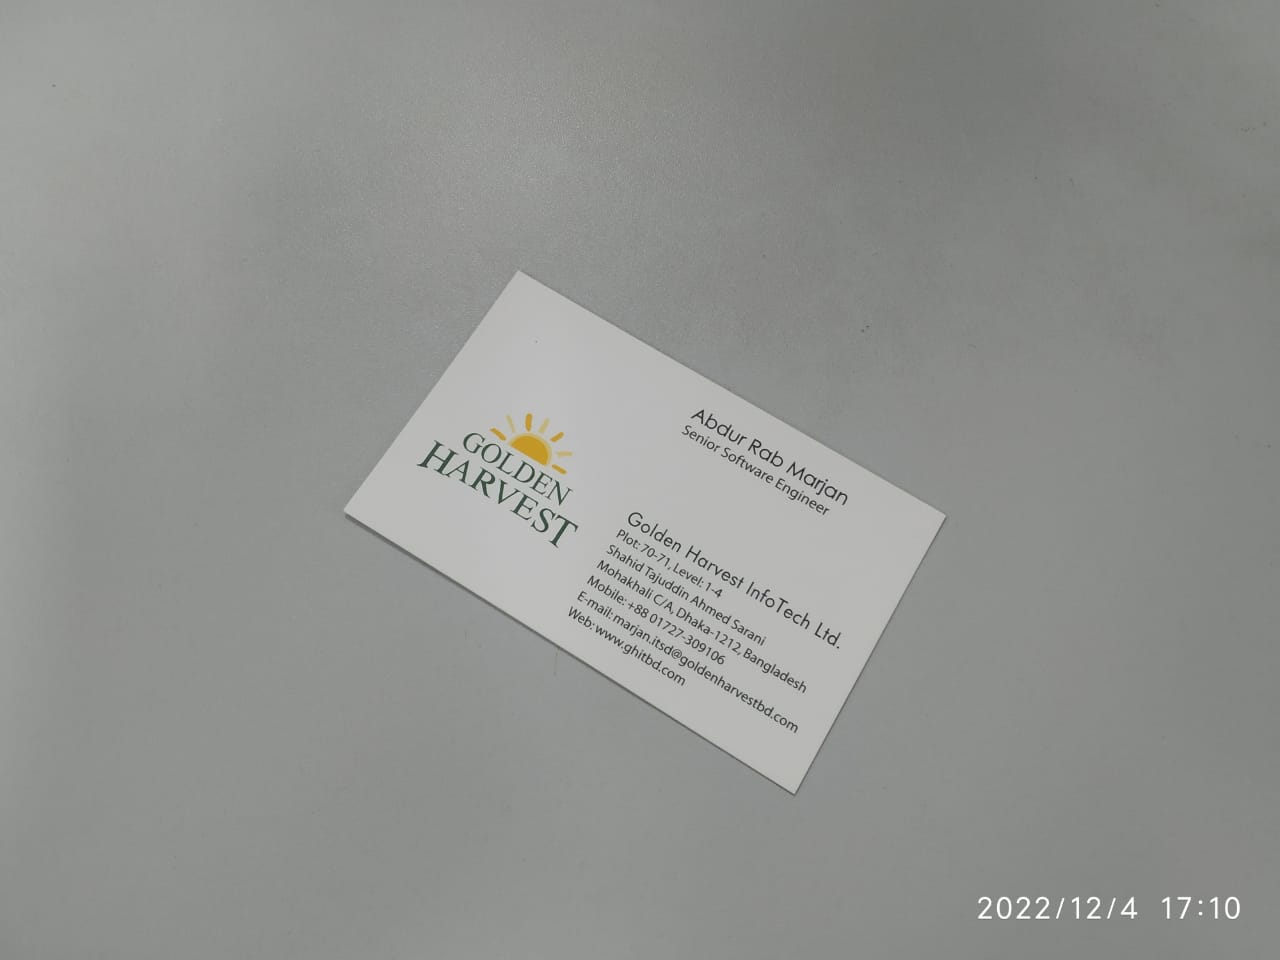 GOLDEN
HARVEST
Abdur Rab Marjan
Senior Software Engineer
Golden Harvest InfoTech Ltd.
Plot: 70-71, Level: 1-4
Shahid Tajuddin Ahmed Sarani
Mohakhali C/A, Dhaka-1212, Bangladesh
Mobile: +88 01727-309106
E-mail: marjan.itsd@goldenharvestbd.com
Web: www.ghitbd.com
2022/12/4 17:10